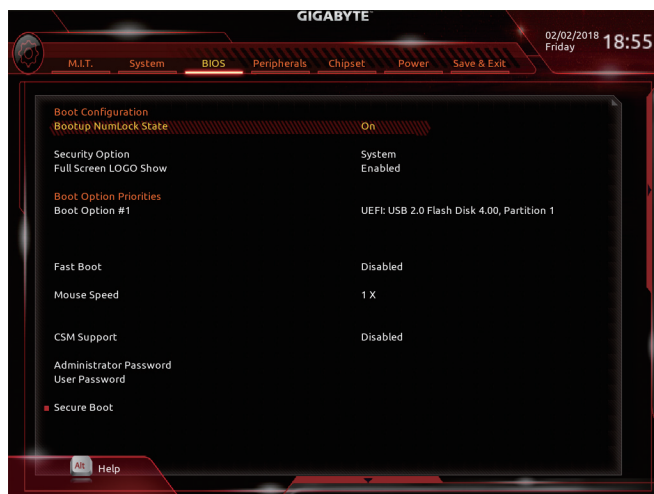 GIGABYTE™
02/02/2018
Friday
18:55
M.I.T. System BIOS Peripherals Chipset Power Save & Exit
Boot Configuration
Bootup NumLock State On
Security Option System
Full Screen LOGO Show Enabled
Boot Option Priorities
Boot Option #1 UEFI: USB 2.0 Flash Disk 4.00, Partition 1
Fast Boot Disabled
Mouse Speed 1 X
CSM Support Disabled
Administrator Password
User Password
Secure Boot
Alt Help